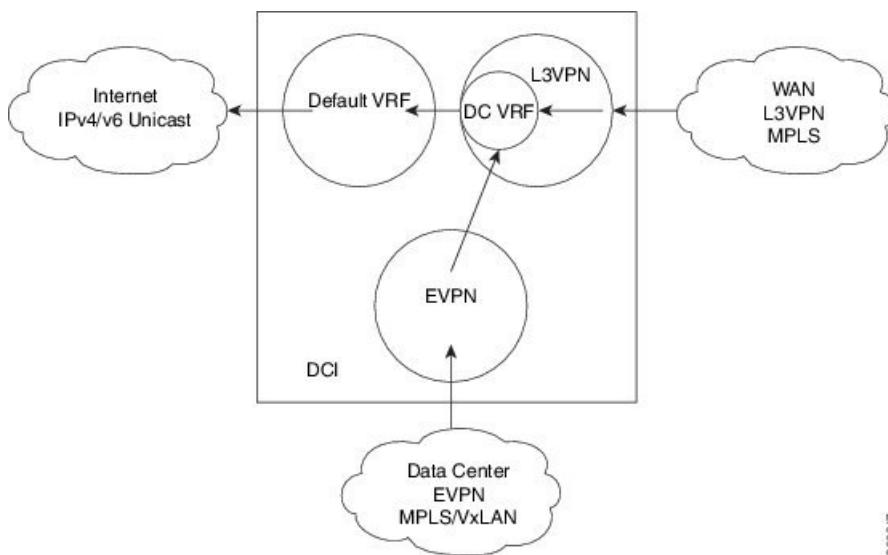 Internet
IPv4/v6 Unicast
Default VRF
L3VPN
DC VRF
WAN
L3VPN
MPLS
EVPN
DCI
Data Center
EVPN
MPLS/VxLAN